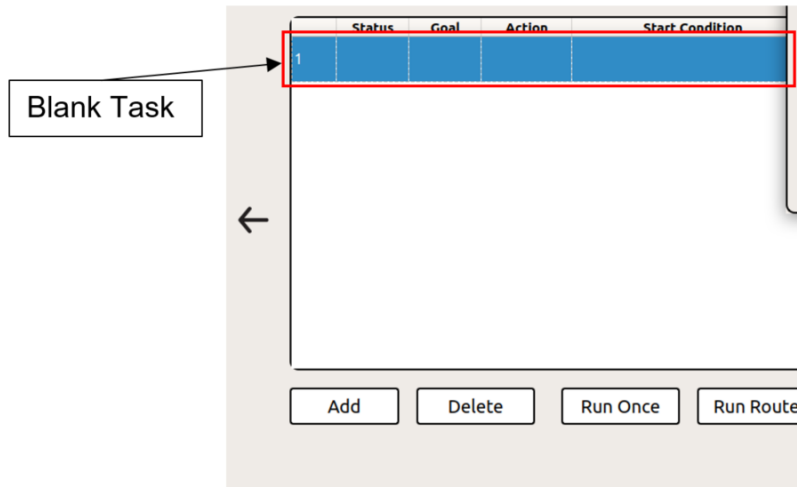 Status Goal Action Start Condition
1
Blank Task
Add Delete Run Once Run Route